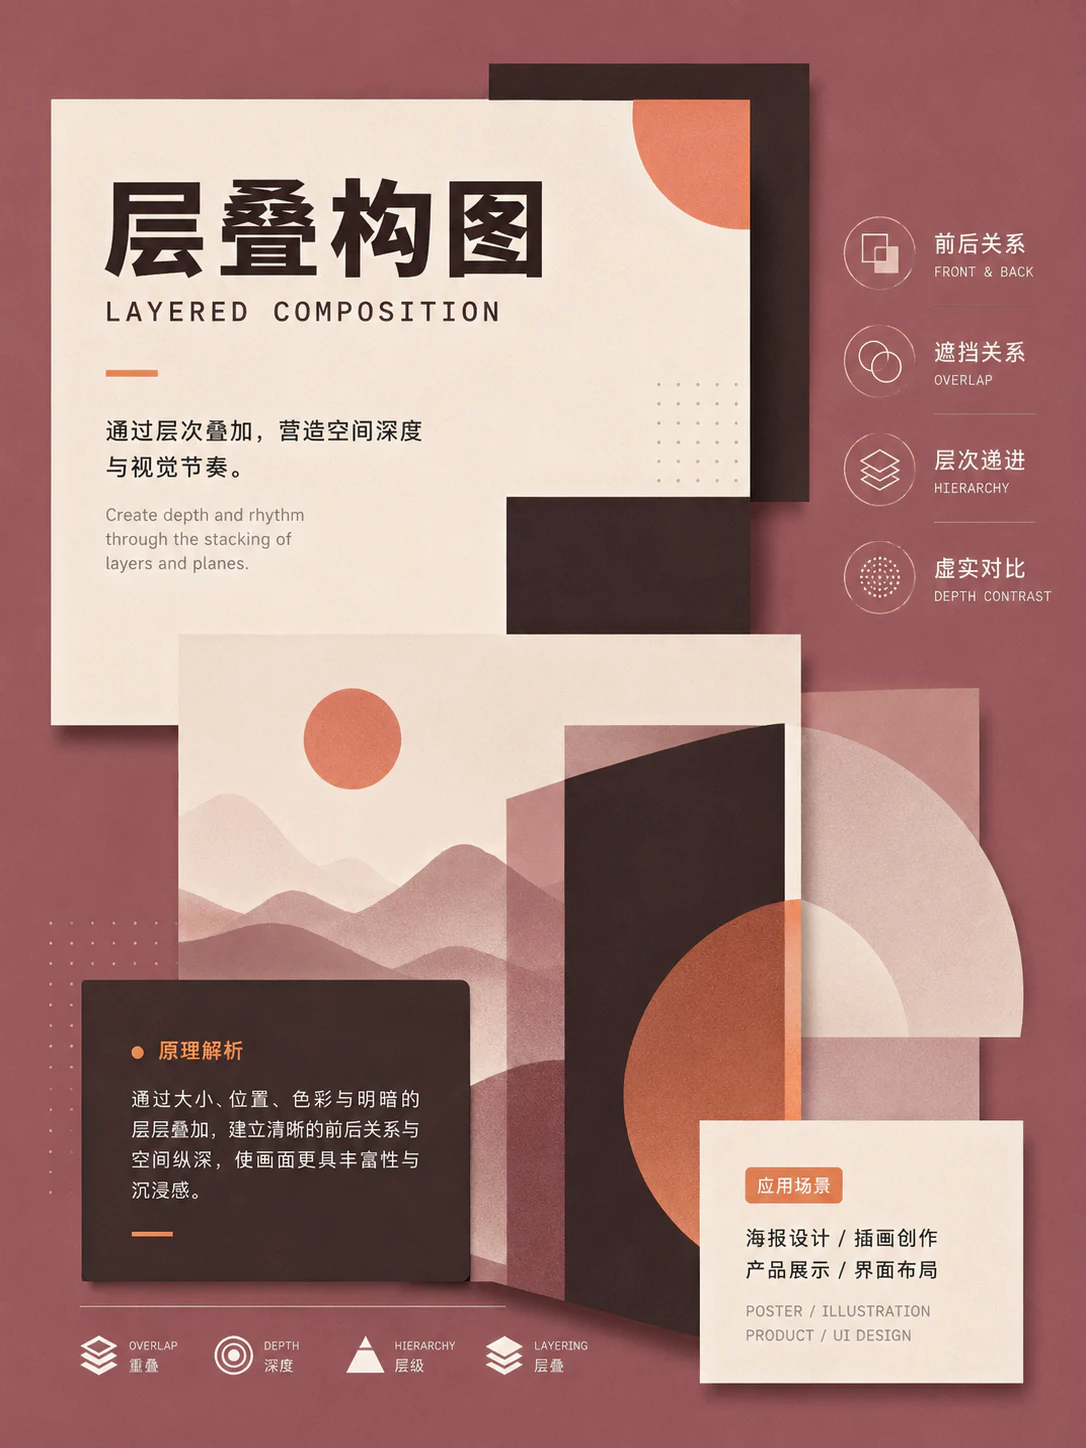 层叠构图
LAYERED COMPOSITION
通过层次叠加，营造空间深度
与视觉节奏。
Create depth and rhythm
through the stacking of
layers and planes.
前后关系
FRONT & BACK
遮挡关系
OVERLAP
层次递进
HIERARCHY
虚实对比
DEPTH CONTRAST
原理解析
通过大小、位置、色彩与明暗的
层层叠加，建立清晰的前后关系与
空间纵深，使画面更具丰富性与
沉浸感。
应用场景
海报设计 / 插画创作
产品展示 / 界面布局
POSTER / ILLUSTRATION
PRODUCT / UI DESIGN
OVERLAP
重叠
DEPTH
深度
HIERARCHY
层级
LAYERING
层叠